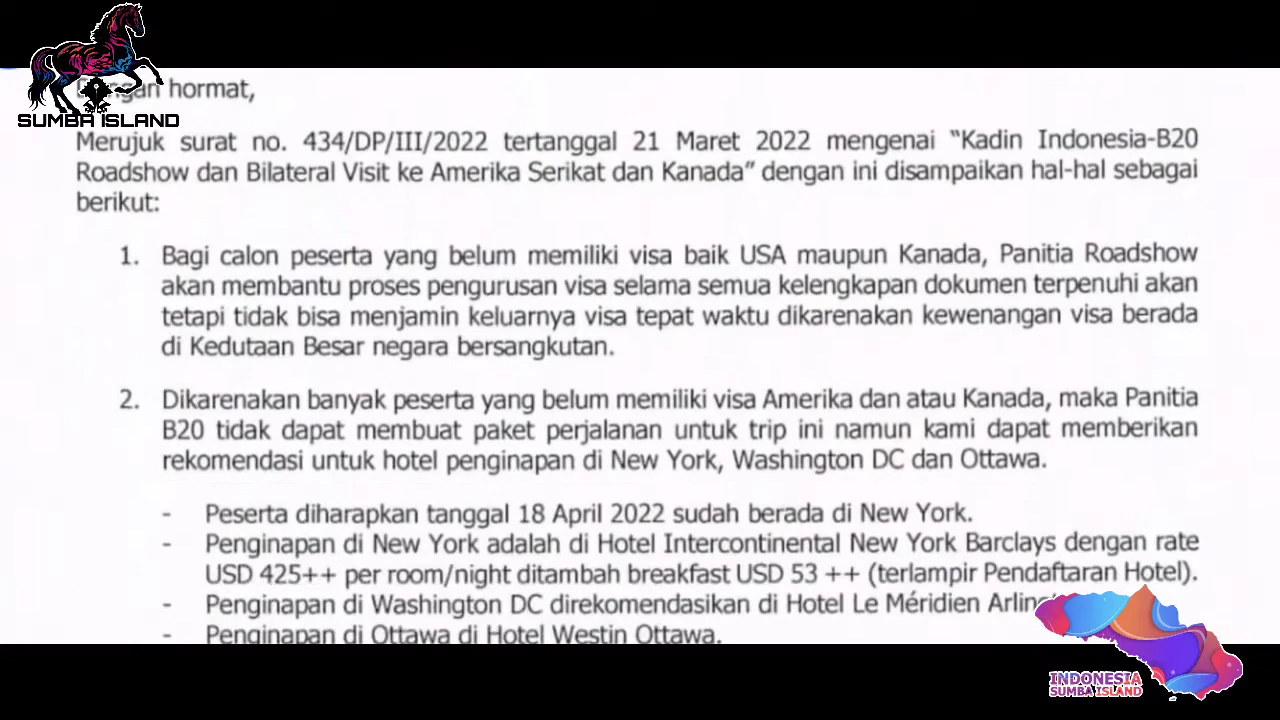 hormat,
SUMBA ISLAND
Merujuk surat no. 434/DP/III/2022 tertanggal 21 Maret 2022 mengenai “Kadin Indonesia-B20
Roadshow dan Bilateral Visit ke Amerika Serikat dan Kanada” dengan ini disampaikan hal-hal sebagai
berikut:
1. Bagi calon peserta yang belum memiliki visa baik USA maupun Kanada, Panitia Roadshow
akan membantu proses pengurusan visa selama semua kelengkapan dokumen terpenuhi akan
tetapi tidak bisa menjamin keluarnya visa tepat waktu dikarenakan kewenangan visa berada
di Kedutaan Besar negara bersangkutan.
2. Dikarenakan banyak peserta yang belum memiliki visa Amerika dan atau Kanada, maka Panitia
B20 tidak dapat membuat paket perjalanan untuk trip ini namun kami dapat memberikan
rekomendasi untuk hotel penginapan di New York, Washington DC dan Ottawa.
- Peserta diharapkan tanggal 18 April 2022 sudah berada di New York.
- Penginapan di New York adalah di Hotel Intercontinental New York Barclays dengan rate
USD 425++ per room/night ditambah breakfast USD 53 ++ (terlampir Pendaftaran Hotel).
- Penginapan di Washington DC direkomendasikan di Hotel Le Méridien
- Penginapan di Ottawa di Hotel Westin Ottawa.
INDONESIA
SUMBA ISLAND